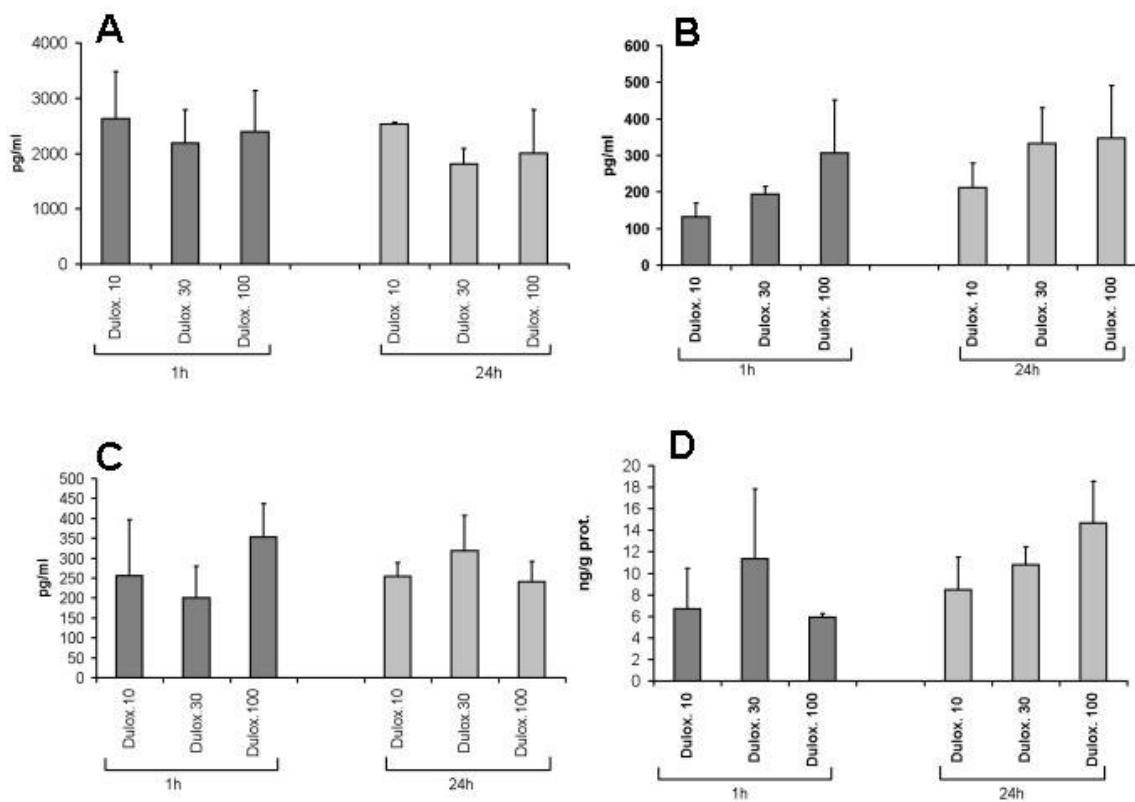 A
4000
3000
2000
1000
0
pg/ml
Dulox. 10
Dulox. 30
Dulox. 100
Dulox. 10
Dulox. 30
Dulox. 100
1h
24h
B
600
500
400
300
200
100
0
pg/ml
Dulox. 10
Dulox. 30
Dulox. 100
Dulox. 10
Dulox. 30
Dulox. 100
1h
24h
C
500
450
400
350
300
250
200
150
100
50
0
pg/ml
Dulox. 10
Dulox. 30
Dulox. 100
Dulox. 10
Dulox. 30
Dulox. 100
1h
24h
D
20
18
16
14
12
10
8
6
4
2
0
ng/g prot.
Dulox. 10
Dulox. 30
Dulox. 100
Dulox. 10
Dulox. 30
Dulox. 100
1h
24h